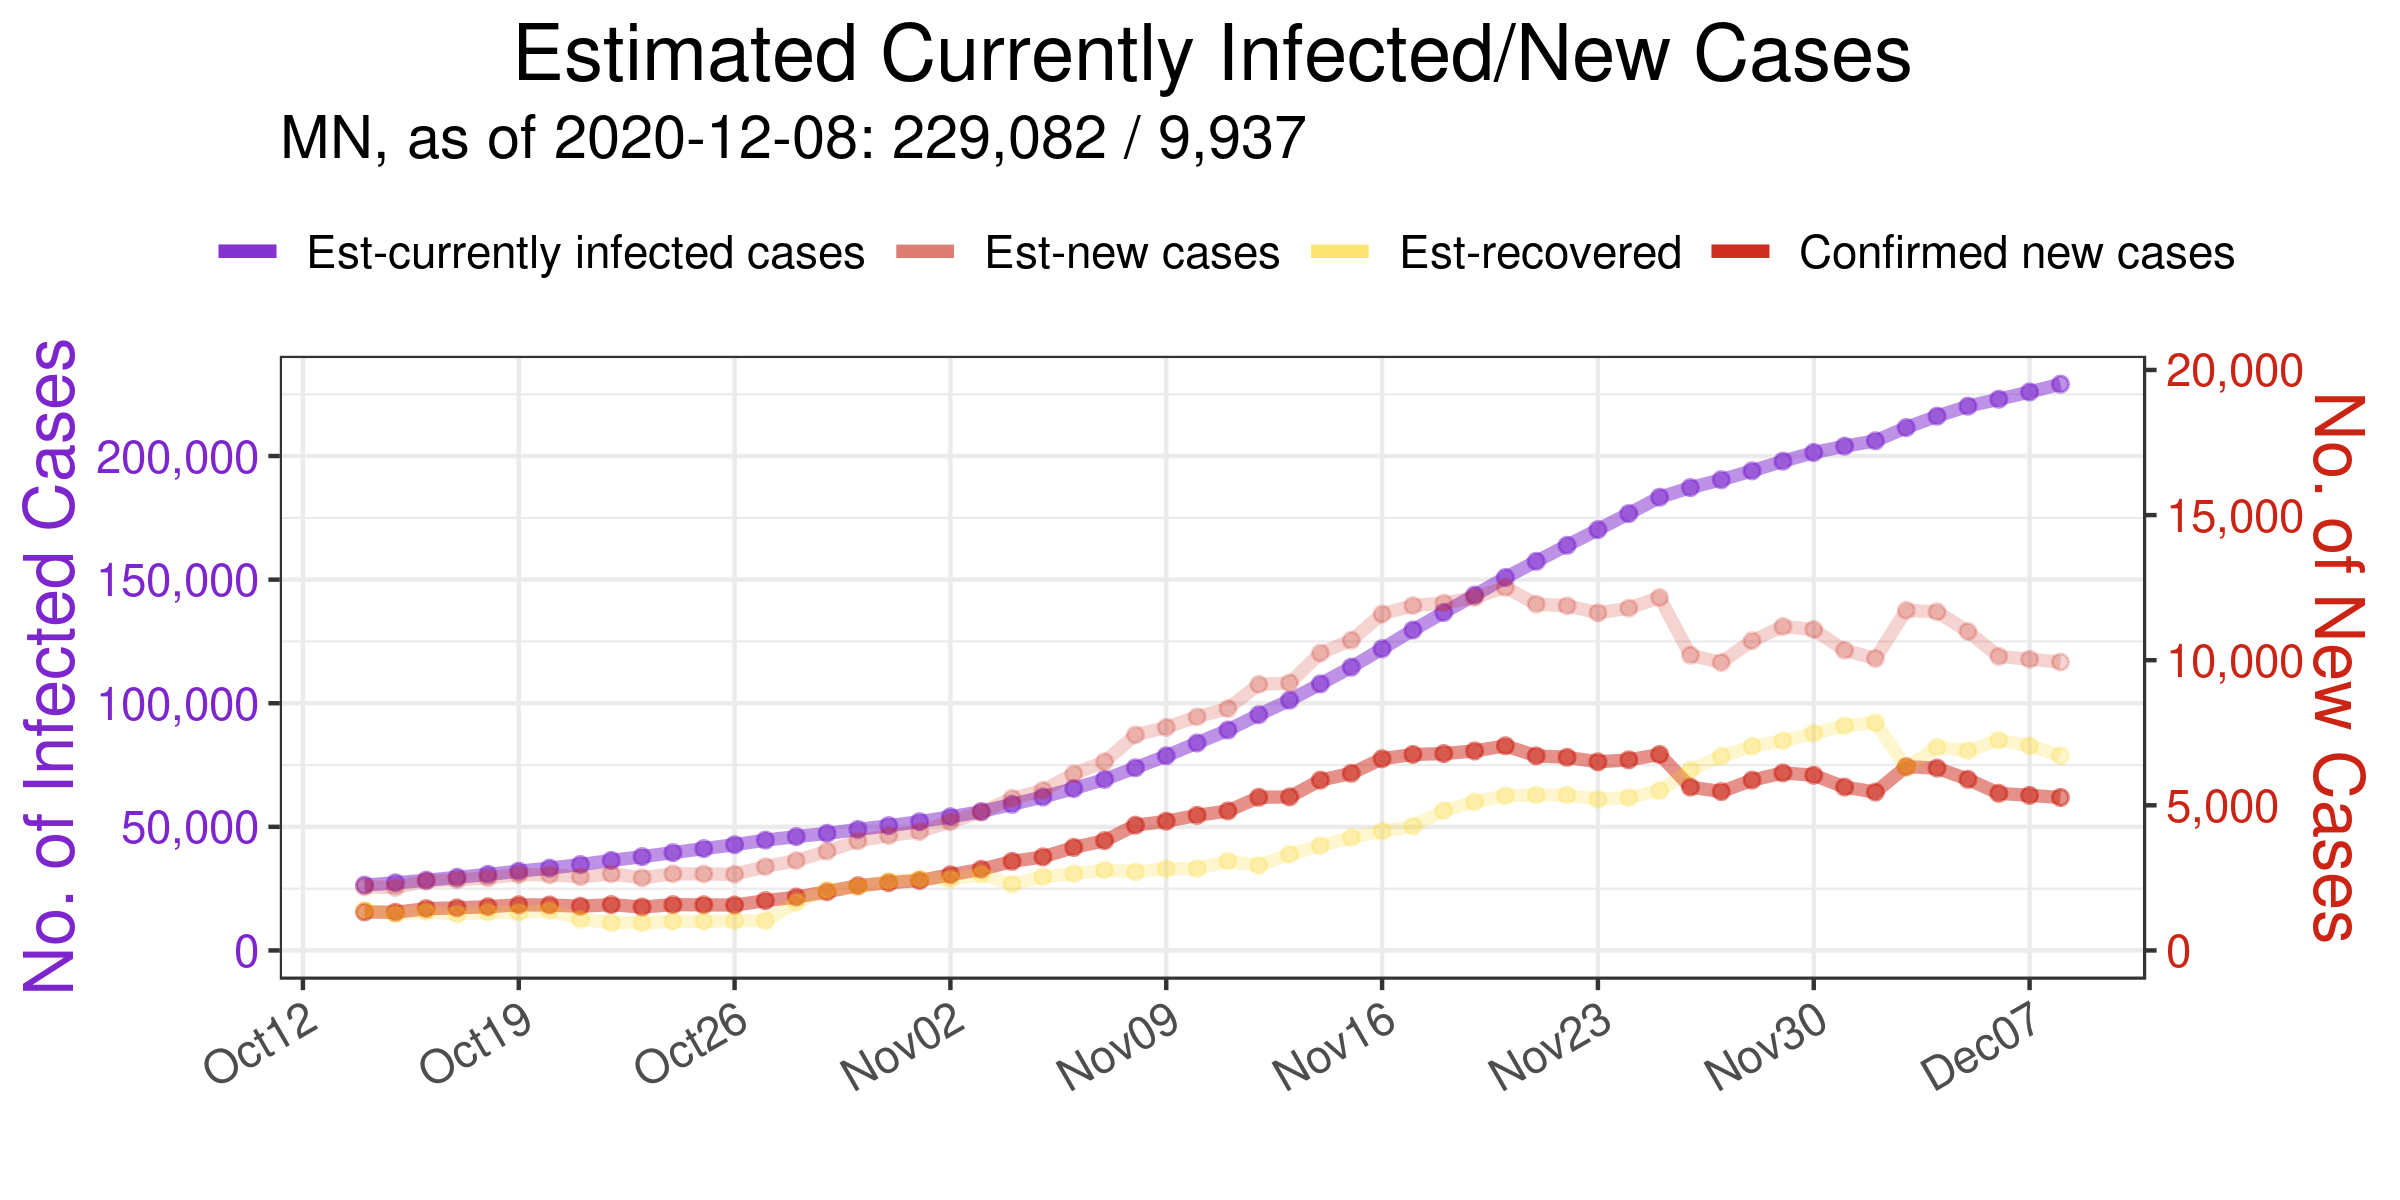 Estimated Currently Infected/New Cases
MN, as of 2020-12-08: 229,082 / 9,937
Est-currently infected cases Est-new cases Est-recovered Confirmed new cases
No. of Infected Cases
200,000
150,000
100,000
50,000
0
20,000
15,000
10,000
5,000
0
No. of New Cases
Oct12 Oct19 Oct26 Nov02 Nov09 Nov16 Nov23 Nov30 Dec07